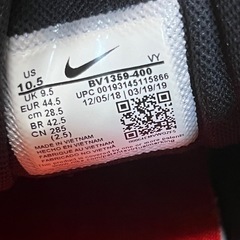 US
10.5 VY
UK 9.5 BV1359-400
EUR 44.5 UPC 00193145115866
cm 28.5 12/05/18 03/19/19
BR 42.5
CN 285
(2.5)
MADE IN VIETNAM
FABRIQUÉ AU VIETNAM
HECHO EN VIETNAM
FABRICADO NO VIETNÃ